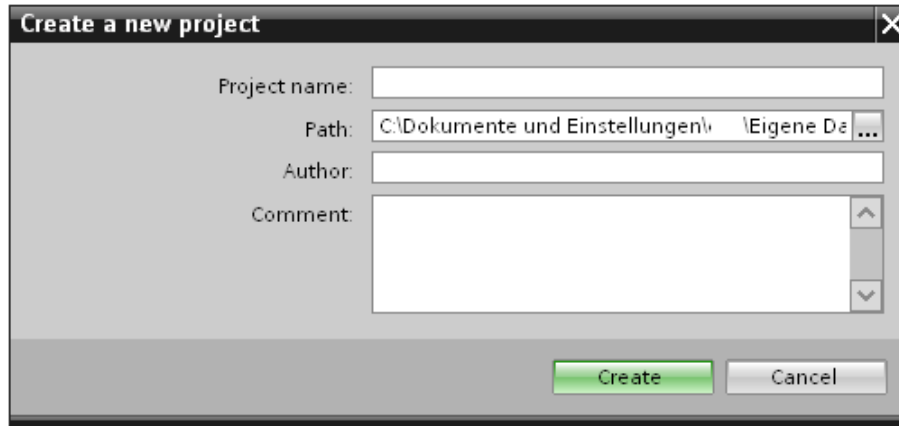 Create a new project
Project name:
Path: C:\Dokumente und Einstellungen\ \Eigene Da ...
Author:
Comment:
Create Cancel